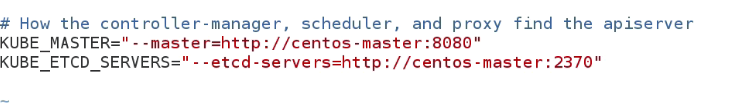 # How the controller-manager, scheduler, and proxy find the apiserver
KUBE_MASTER="--master=http://centos-master:8080"
KUBE_ETCD_SERVERS="--etcd-servers=http://centos-master:2370"
~